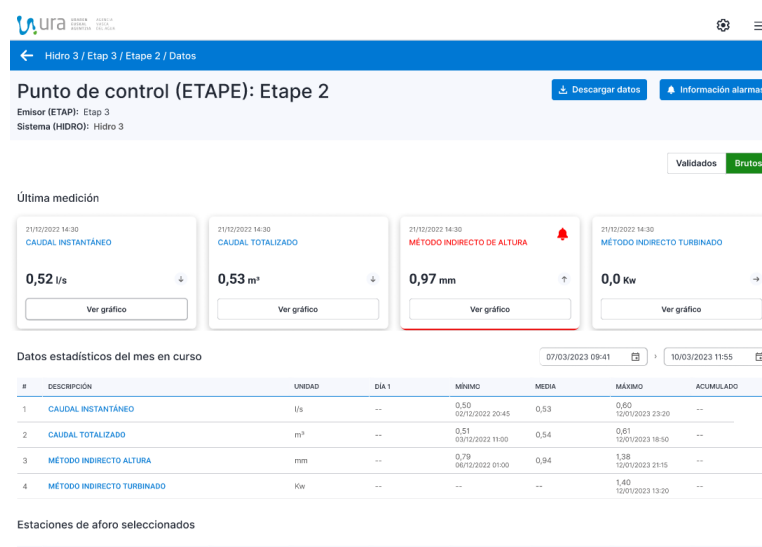 ura URAREN EUSKAL AGENTZIA AGENCIA VASCA DEL AGUA
Hidro 3 / Etap 3 / Etape 2 / Datos
Punto de control (ETAPE): Etape 2
Emisor (ETAP): Etap 3
Sistema (HIDRO): Hidro 3
Descargar datos
Información alarmas
Validados
Brutos
Última medición
21/12/2022 14:30
CAUDAL INSTANTÁNEO
0,52 l/s
Ver gráfico
21/12/2022 14:30
CAUDAL TOTALIZADO
0,53 m³
Ver gráfico
21/12/2022 14:30
MÉTODO INDIRECTO DE ALTURA
0,97 mm
Ver gráfico
21/12/2022 14:30
MÉTODO INDIRECTO TURBINADO
0,0 Kw
Ver gráfico
Datos estadísticos del mes en curso
07/03/2023 09:41
10/03/2023 11:55
# DESCRIPCIÓN UNIDAD DÍA 1 MÍNIMO MEDIA MÁXIMO ACUMULADO
1 CAUDAL INSTANTÁNEO l/s -- 0,50 0,53 0,60 --
02/12/2022 20:45 12/01/2023 23:20
2 CAUDAL TOTALIZADO m³ -- 0,51 0,54 0,61 --
03/12/2022 11:00 12/01/2023 18:50
3 MÉTODO INDIRECTO ALTURA mm -- 0,79 0,94 1,38 --
06/12/2022 01:00 12/01/2023 21:15
4 MÉTODO INDIRECTO TURBINADO Kw -- -- -- 1,40 --
12/01/2023 13:20
Estaciones de aforo seleccionados